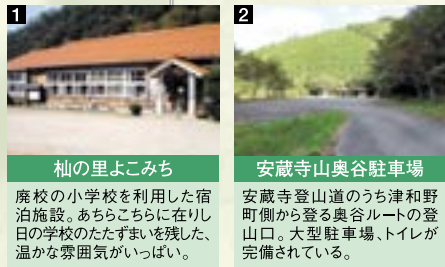 1
杣の里よこみち
廃校の小学校を利用した宿
泊施設。あちらこちらに在りし
日の学校のたたずまいを残した、
温かな雰囲気がいっぱい。
2
安蔵寺山奥谷駐車場
安蔵寺登山道のうち津和野
町側から登る奥谷ルートの登
山口。大型駐車場、トイレが
完備されている。